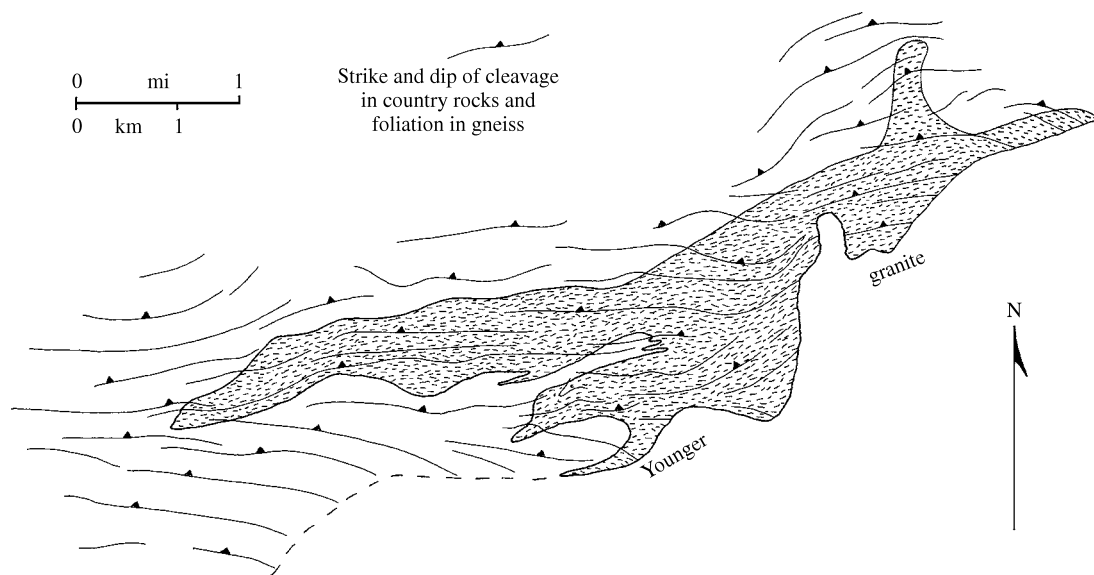 0 mi 1
0 km 1
Strike and dip of cleavage
in country rocks and
foliation in gneiss
granite
N
Younger